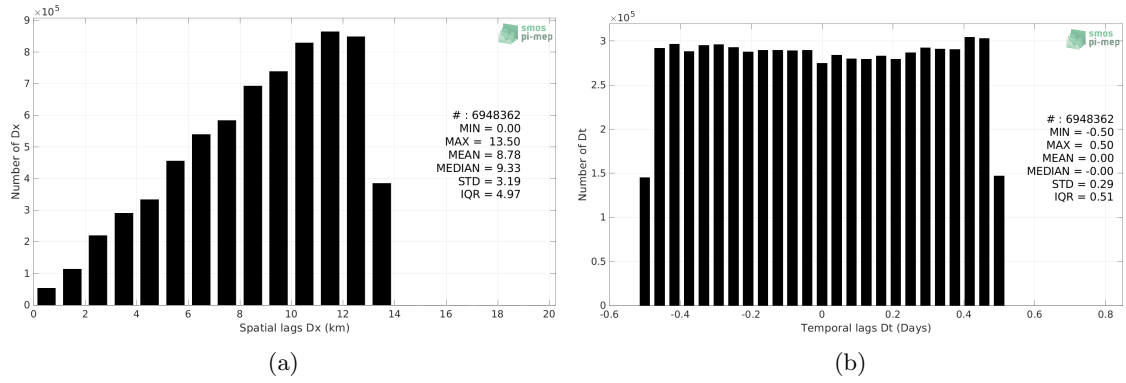 ×10⁵
9
8
7
6
5
4
3
2
1
0
Number of Dx
0 2 4 6 8 10 12 14 16 18 20
Spatial lags Dx (km)
smos
pi-mep
# : 6948362
MIN = 0.00
MAX = 13.50
MEAN = 8.78
MEDIAN = 9.33
STD = 3.19
IQR = 4.97
(a)
×10⁵
3
2.5
2
1.5
1
0.5
0
Number of Dt
-0.6 -0.4 -0.2 0 0.2 0.4 0.6 0.8
Temporal lags Dt (Days)
smos
pi-mep
# : 6948362
MIN = -0.50
MAX = 0.50
MEAN = 0.00
MEDIAN = -0.00
STD = 0.29
IQR = 0.51
(b)